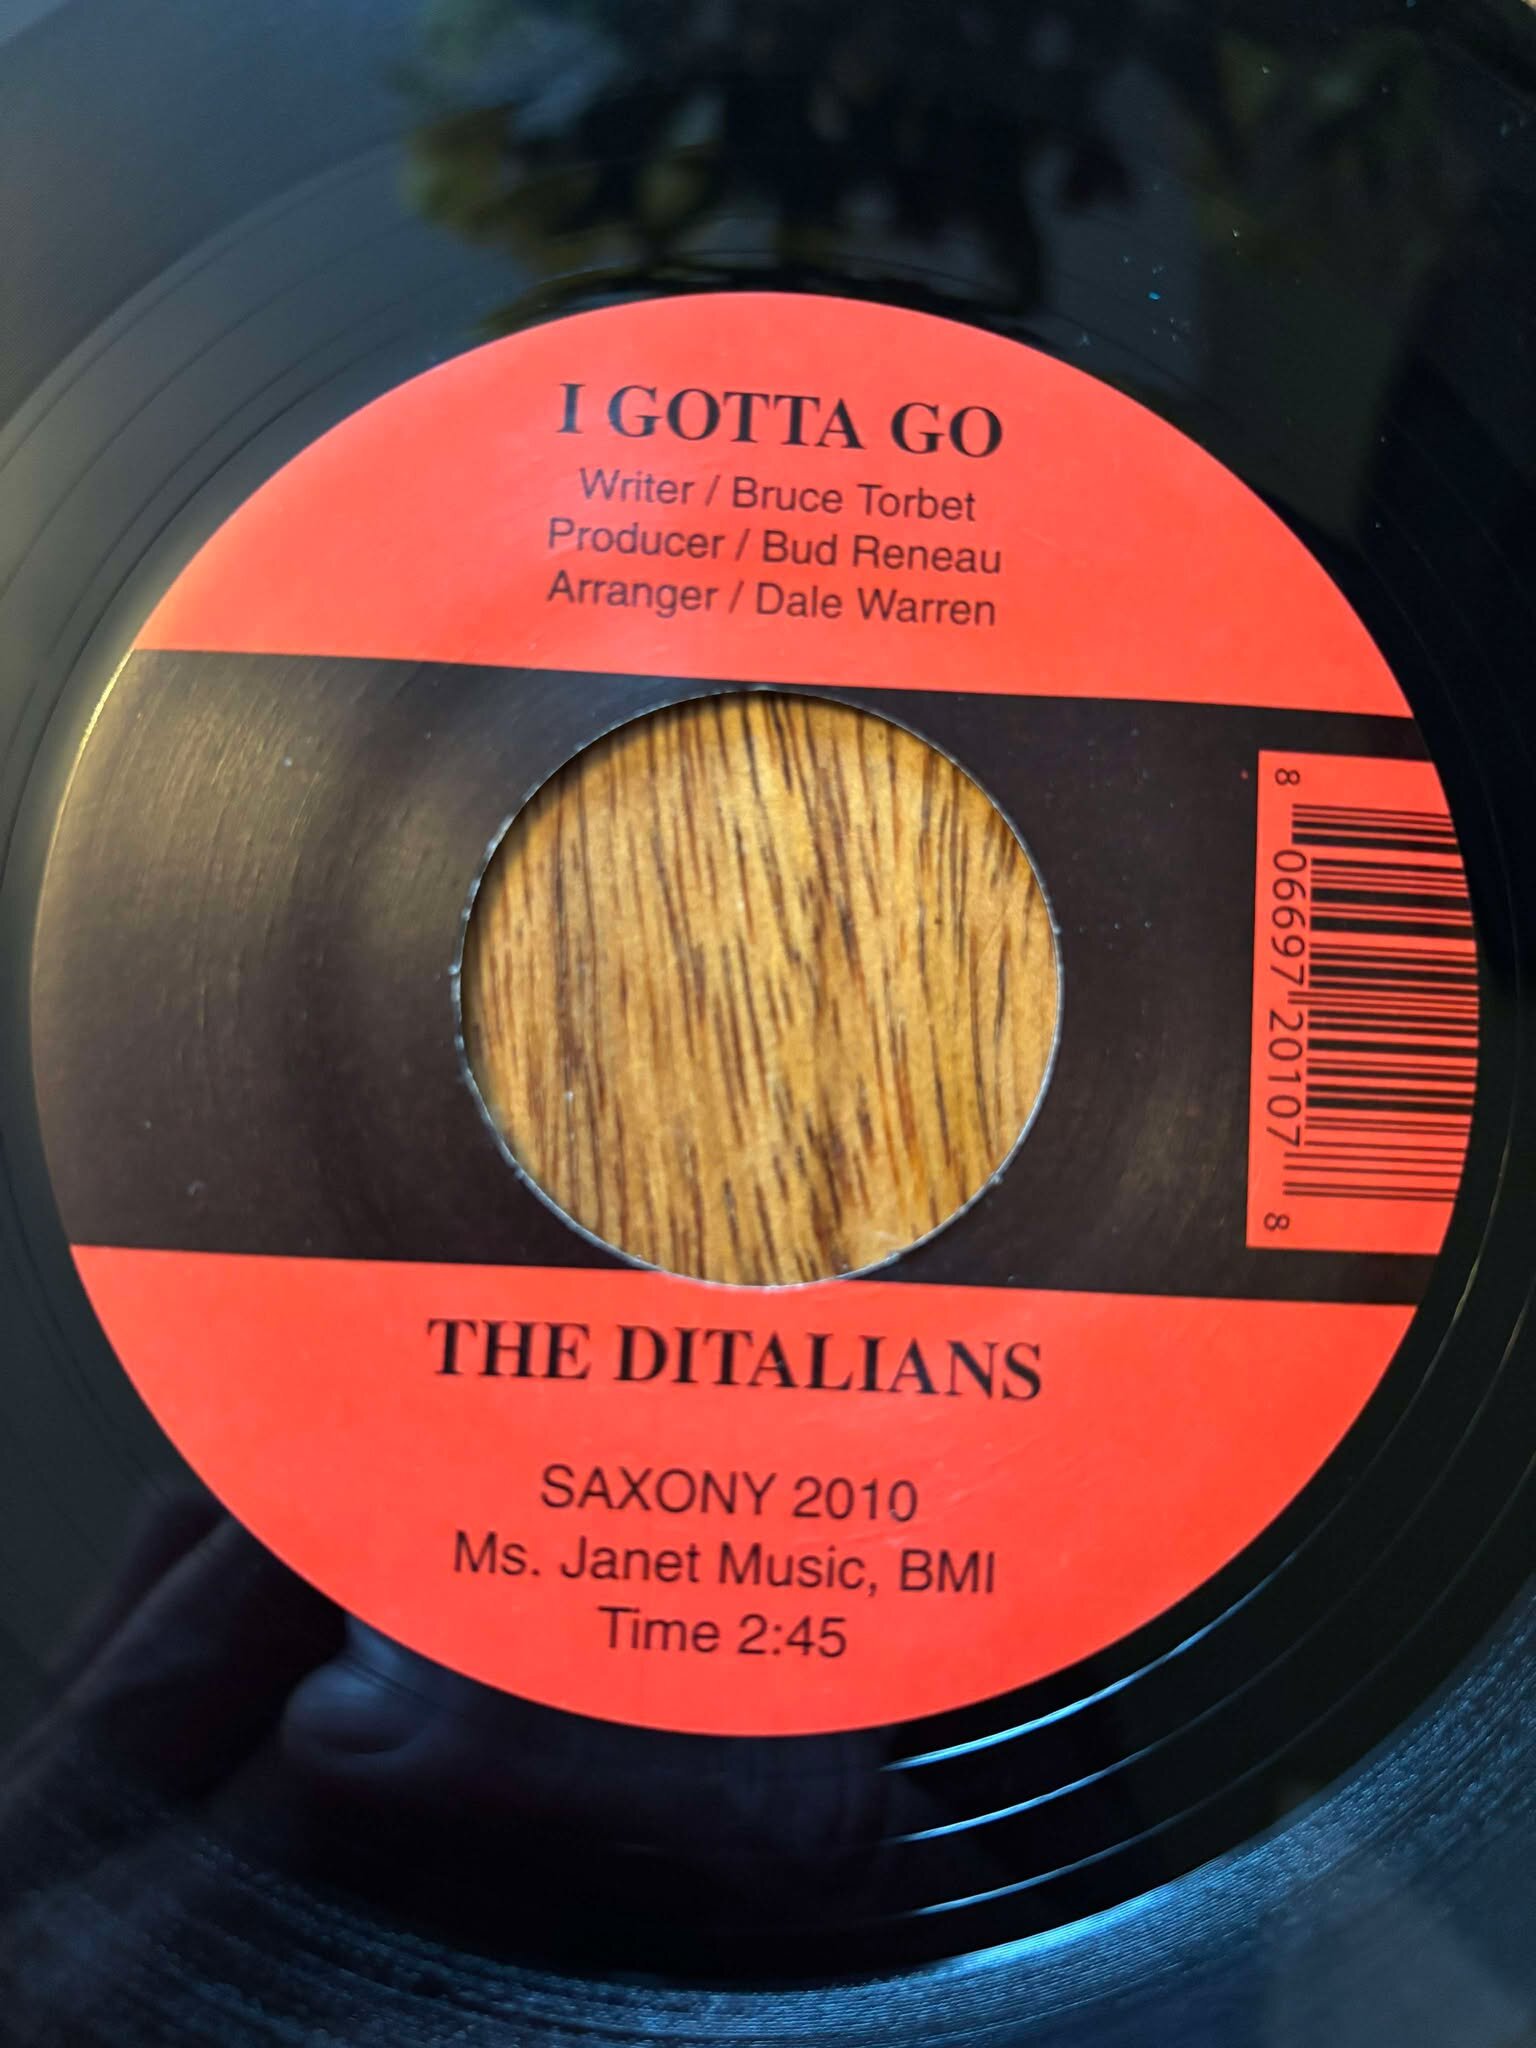 I GOTTA GO
Writer / Bruce Torbet
Producer / Bud Reneau
Arranger / Dale Warren
8 06697 20107 8
THE DITALIANS
SAXONY 2010
Ms. Janet Music, BMI
Time 2:45